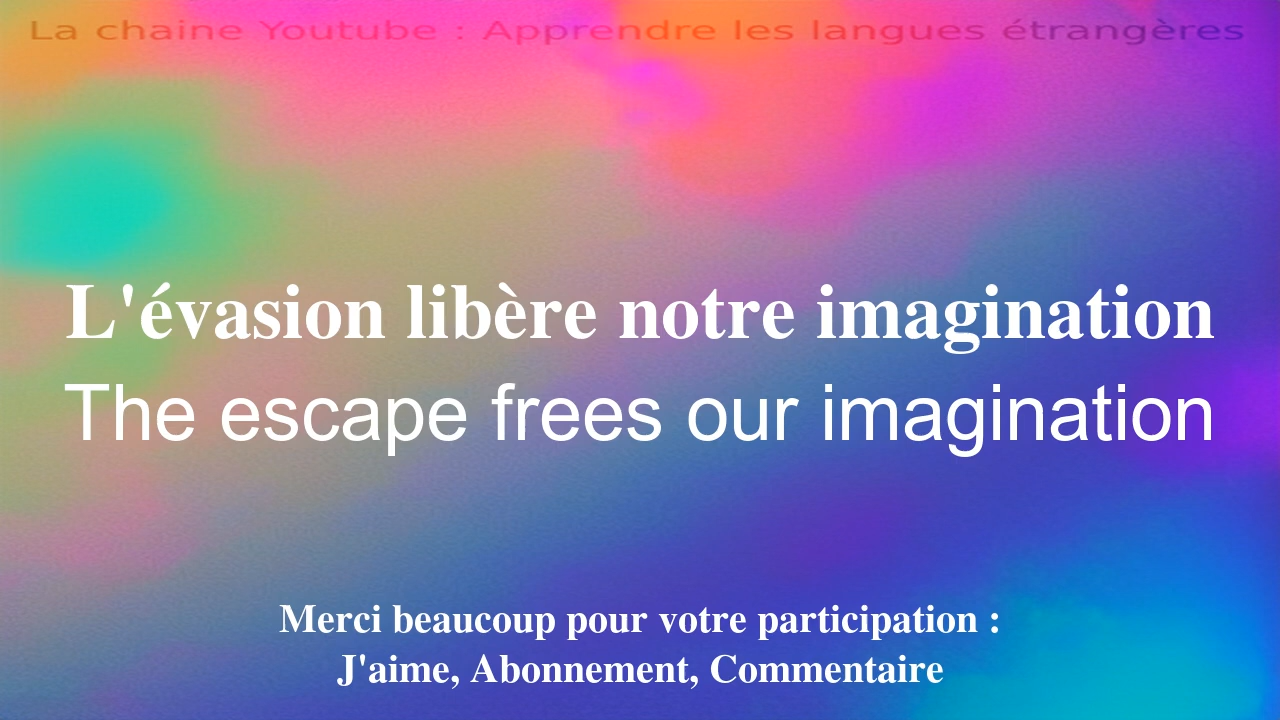 La chaine Youtube : Apprendre les langues étrangères
L'évasion libère notre imagination
The escape frees our imagination
Merci beaucoup pour votre participation :
J'aime, Abonnement, Commentaire